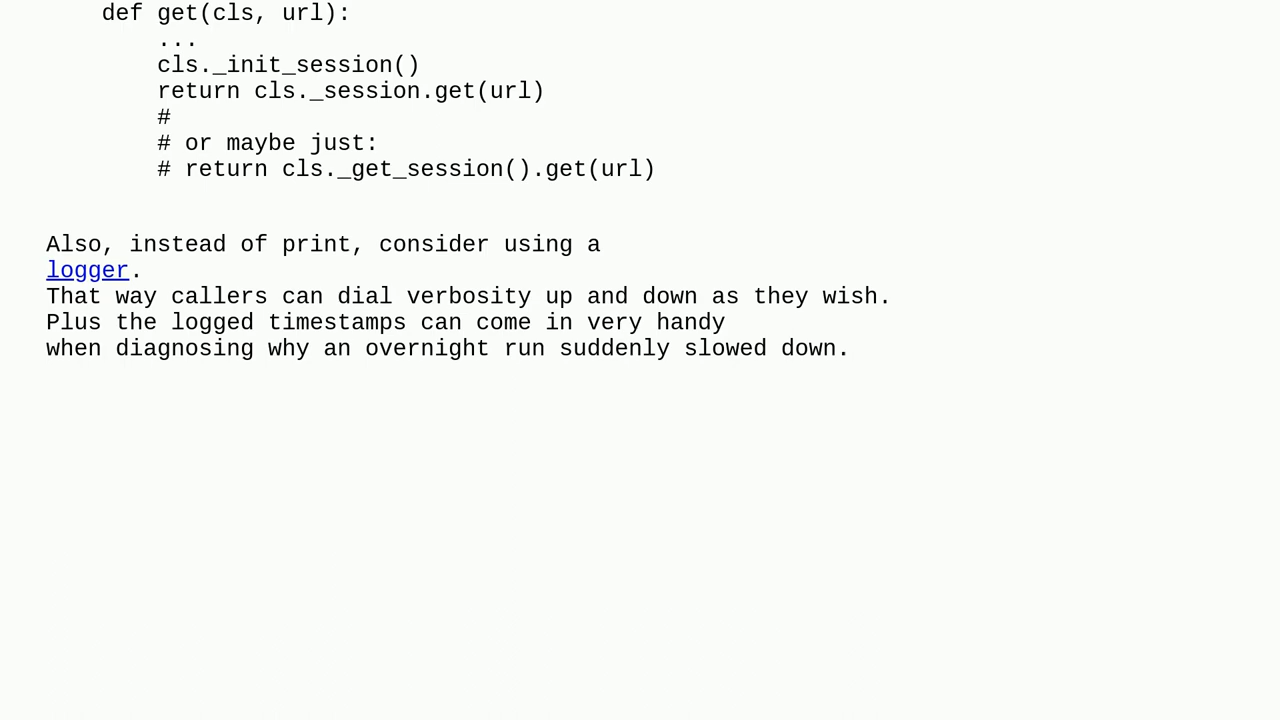 def get(cls, url):
...
cls._init_session()
return cls._session.get(url)
#
# or maybe just:
# return cls._get_session().get(url)
Also, instead of print, consider using a
logger.
That way callers can dial verbosity up and down as they wish.
Plus the logged timestamps can come in very handy
when diagnosing why an overnight run suddenly slowed down.